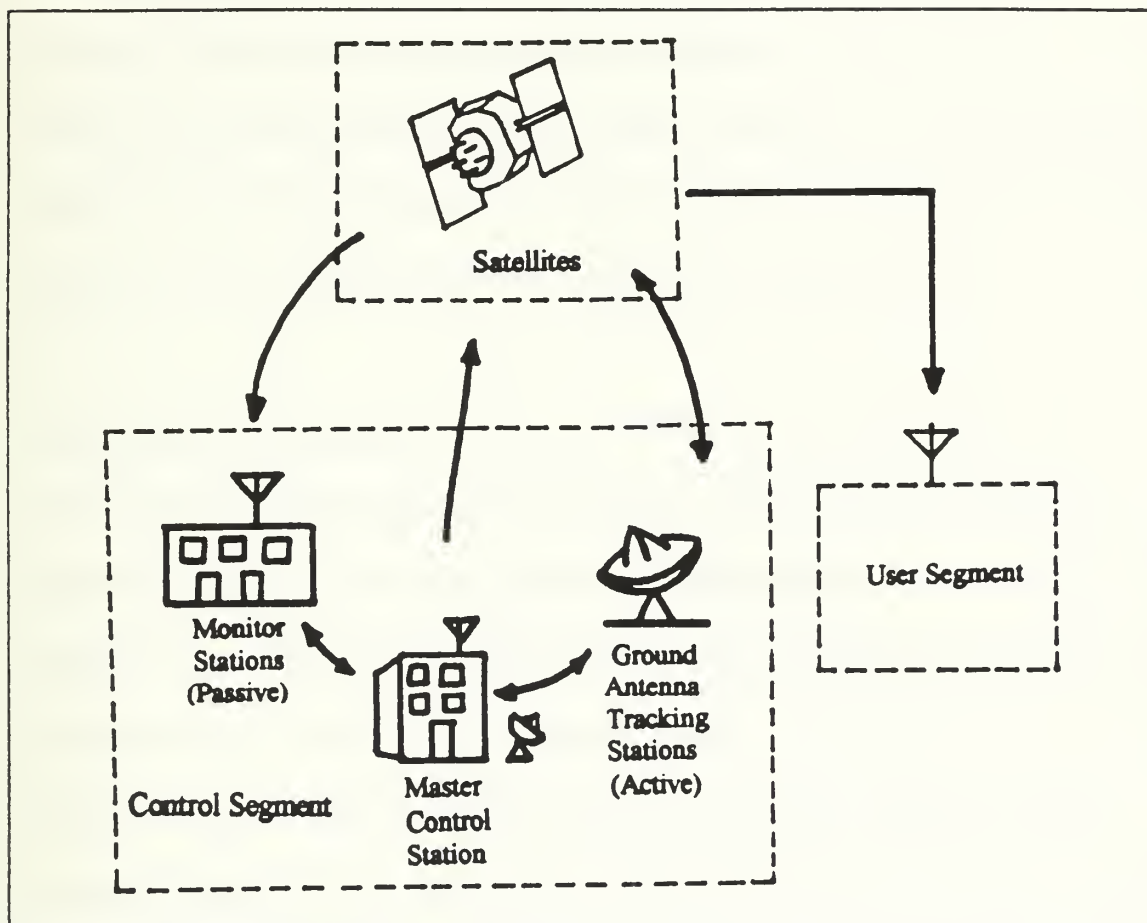 Satellites
User Segment
Monitor
Stations
(Passive)
Ground
Antenna
Tracking
Stations
(Active)
Master
Control
Station
Control Segment